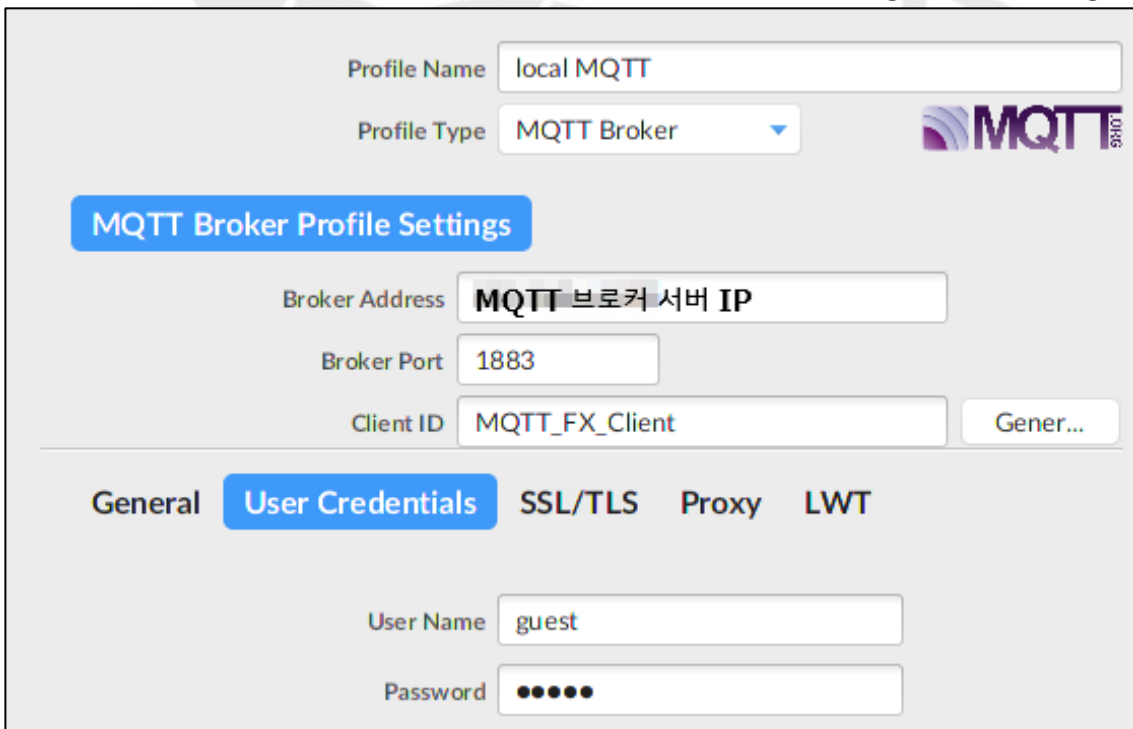 Profile Name local MQTT
Profile Type MQTT Broker
MQTT.ORG
MQTT Broker Profile Settings
Broker Address MQTT 브로커 서버 IP
Broker Port 1883
Client ID MQTT_FX_Client Gener...
General User Credentials SSL/TLS Proxy LWT
User Name guest
Password •••••